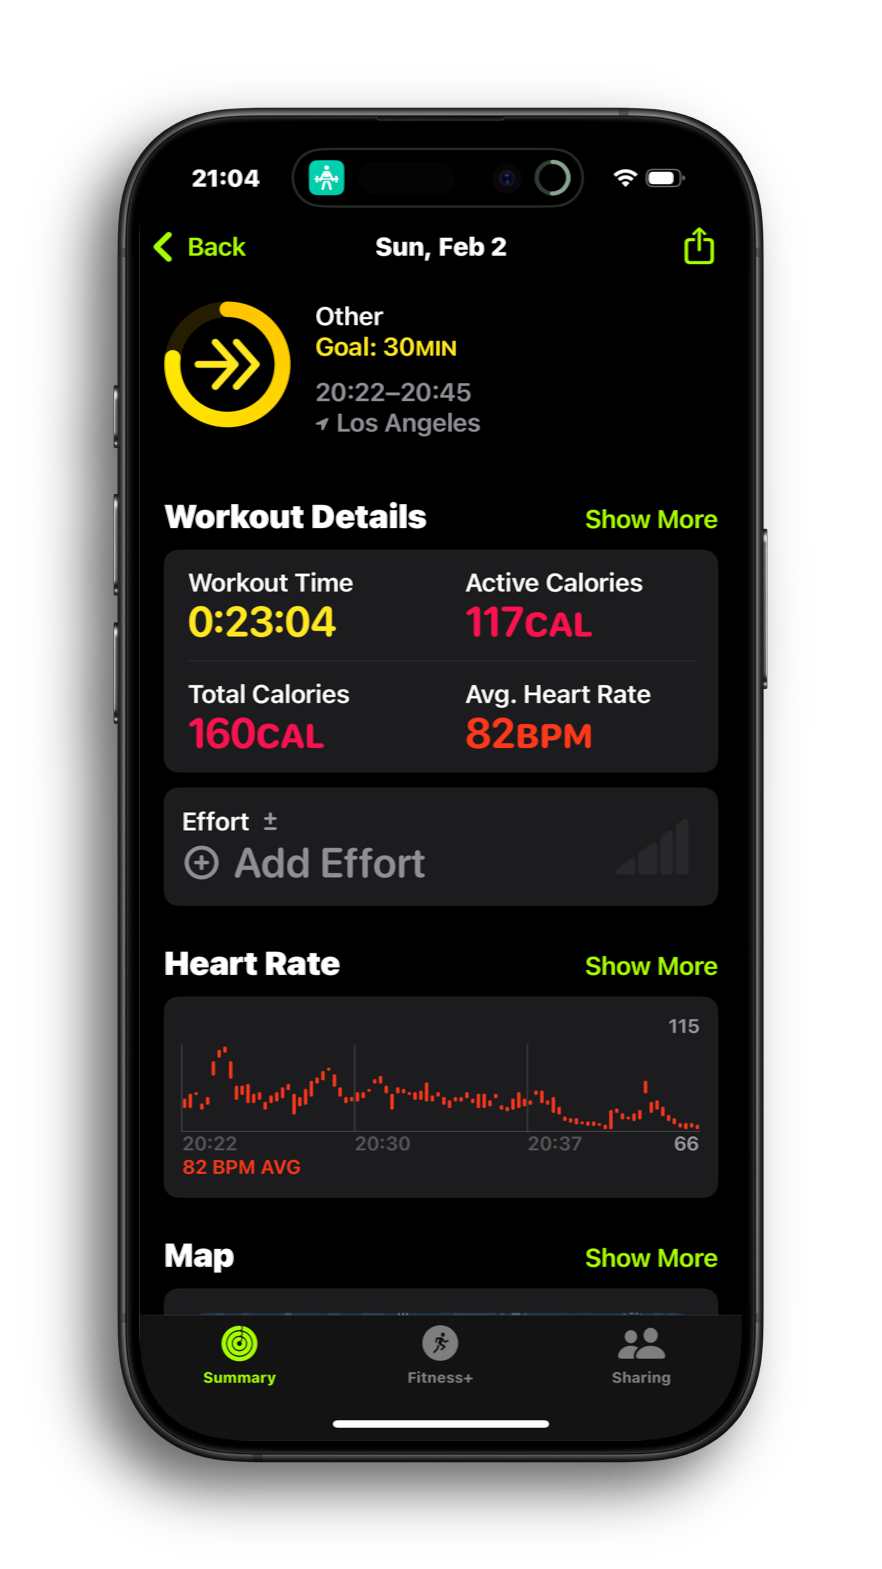 21:04
Back
Sun, Feb 2
Other
Goal: 30MIN
20:22–20:45
Los Angeles
Workout Details
Show More
Workout Time
Active Calories
0:23:04
117CAL
Total Calories
Avg. Heart Rate
160CAL
82BPM
Effort ±
Add Effort
Heart Rate
Show More
115
20:22
20:30
20:37
66
82 BPM AVG
Map
Show More
Summary
Fitness+
Sharing